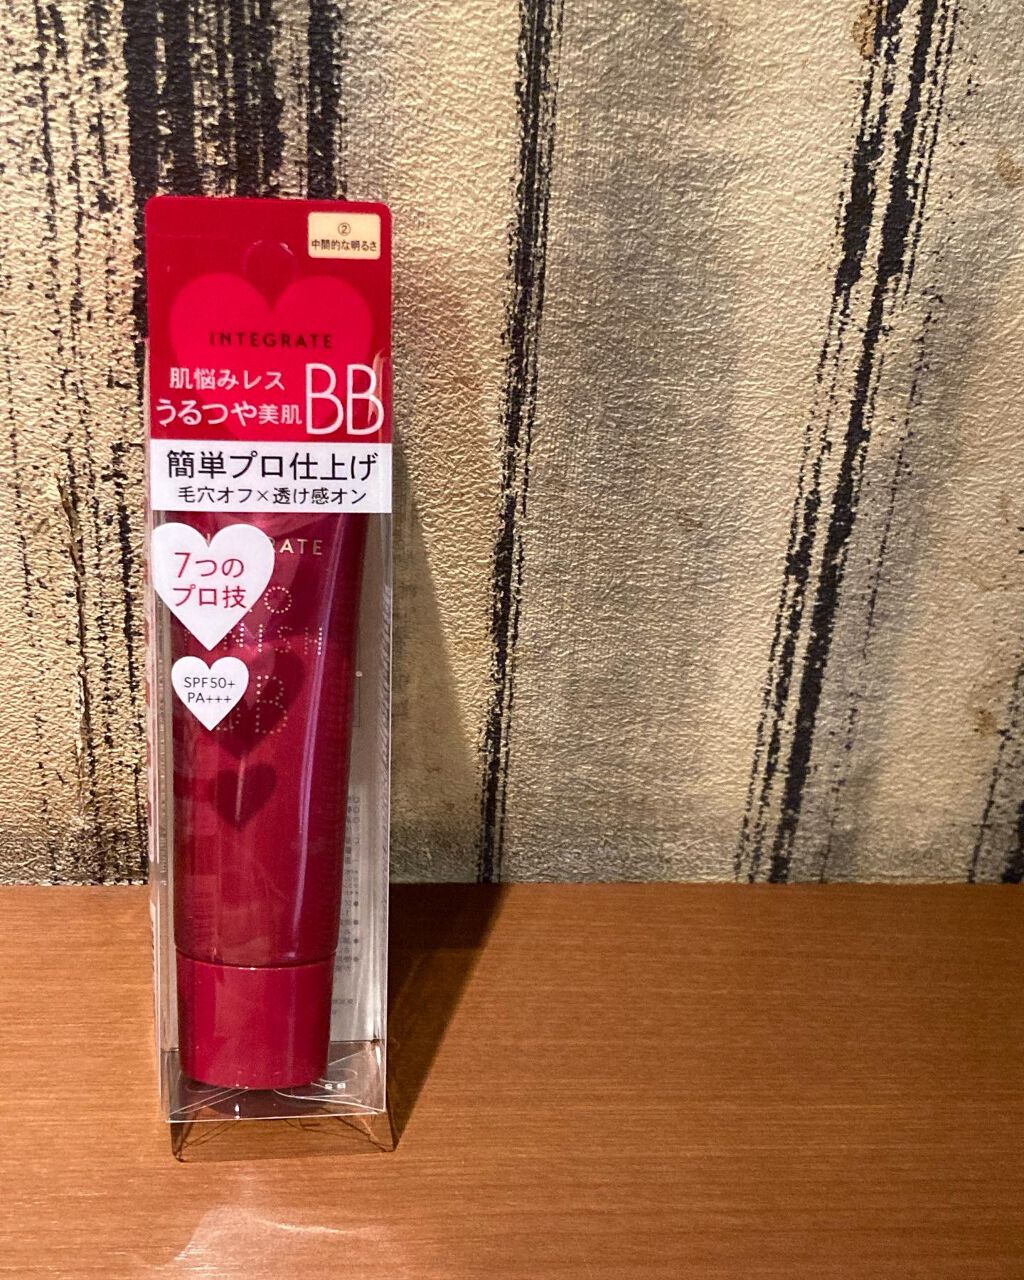 ②
中間的な明るさ
INTEGRATE
肌悩みレス
うるつや美肌 BB
簡単プロ仕上げ
毛穴オフ×透け感オン
7つの
プロ技
SPF50+
PA+++